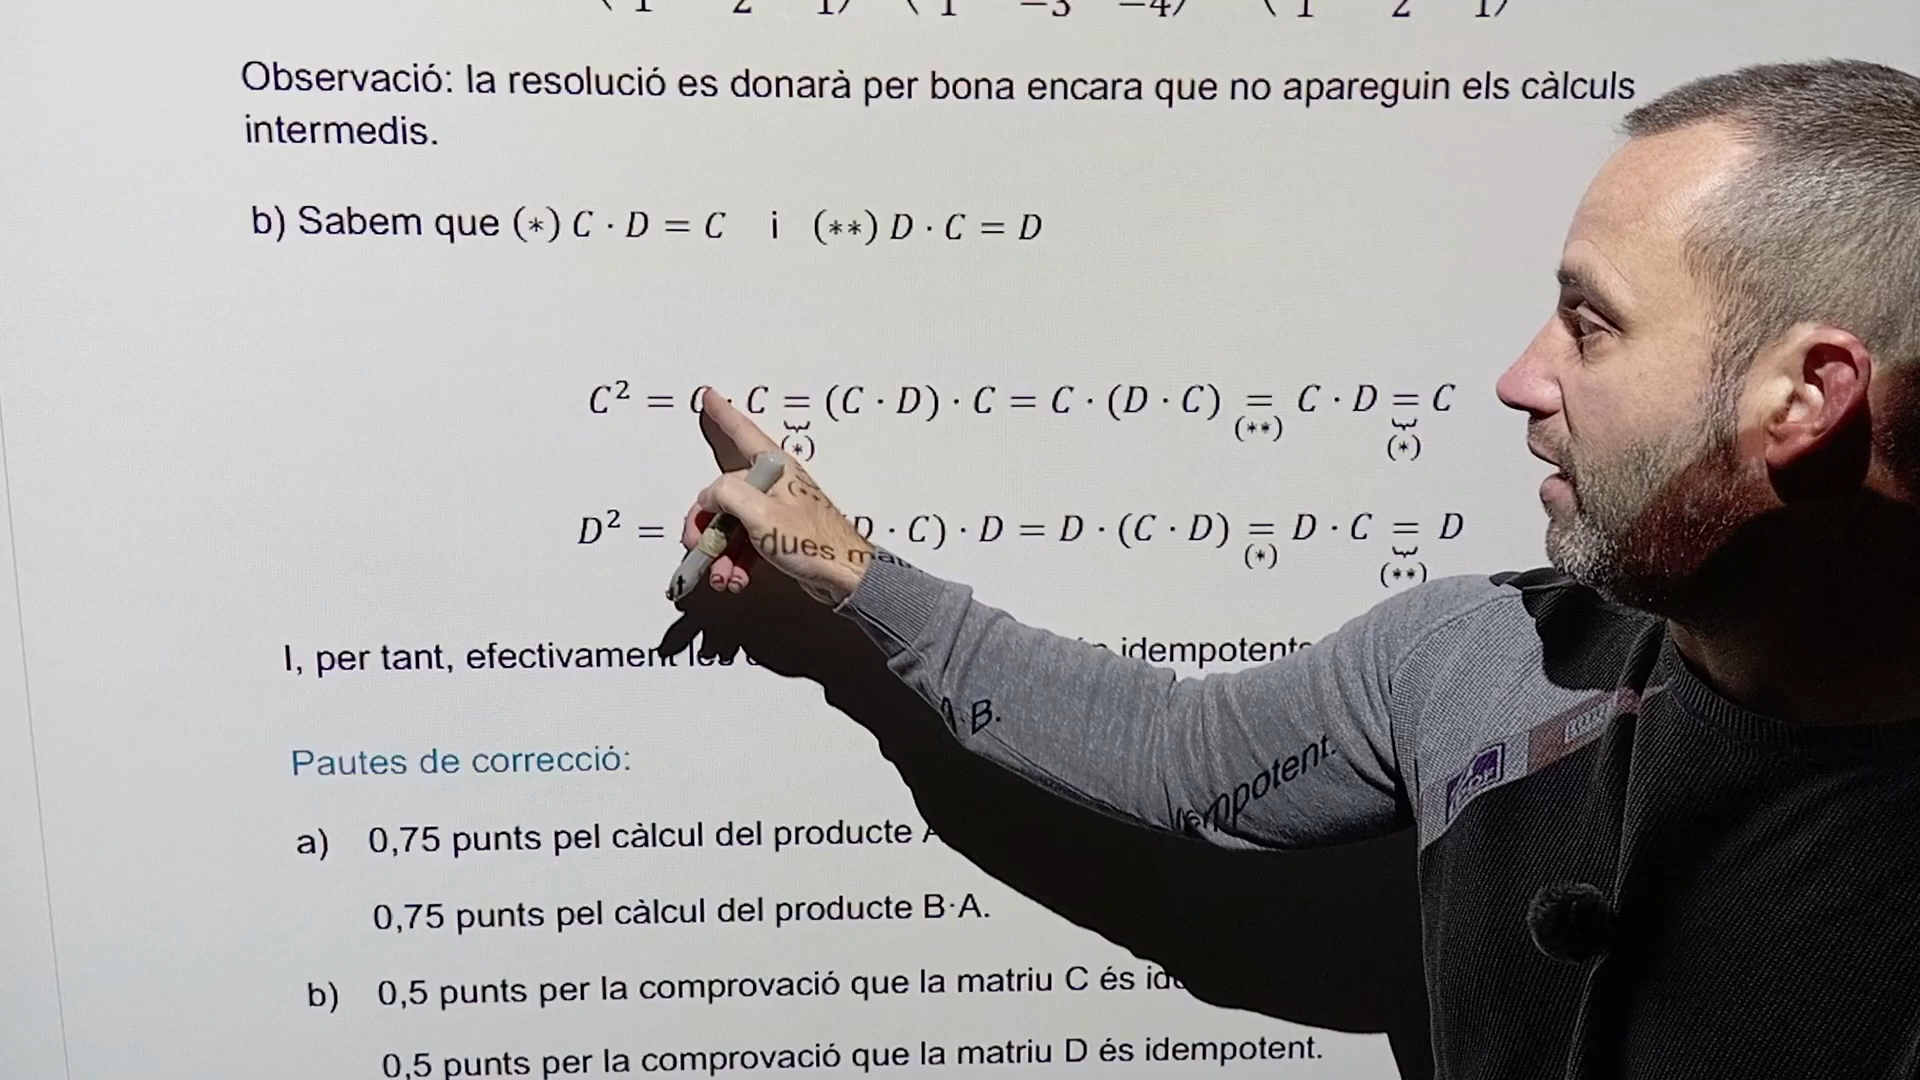 Observació: la resolució es donarà per bona encara que no apareguin els càlculs
intermedis.
b) Sabem que (*) C · D = C i (**) D · C = D
C² = C · C = (C · D) · C = C · (D · C) = C · D = C
(*) (**) (*)
D² = · C) · D = D · (C · D) = D · C = D
(*) (**)
I, per tant, efectivament les idempotents
Pautes de correcció:
a) 0,75 punts pel càlcul del producte A · B.
0,75 punts pel càlcul del producte B·A.
b) 0,5 punts per la comprovació que la matriu C és idempotent.
0,5 punts per la comprovació que la matriu D és idempotent.